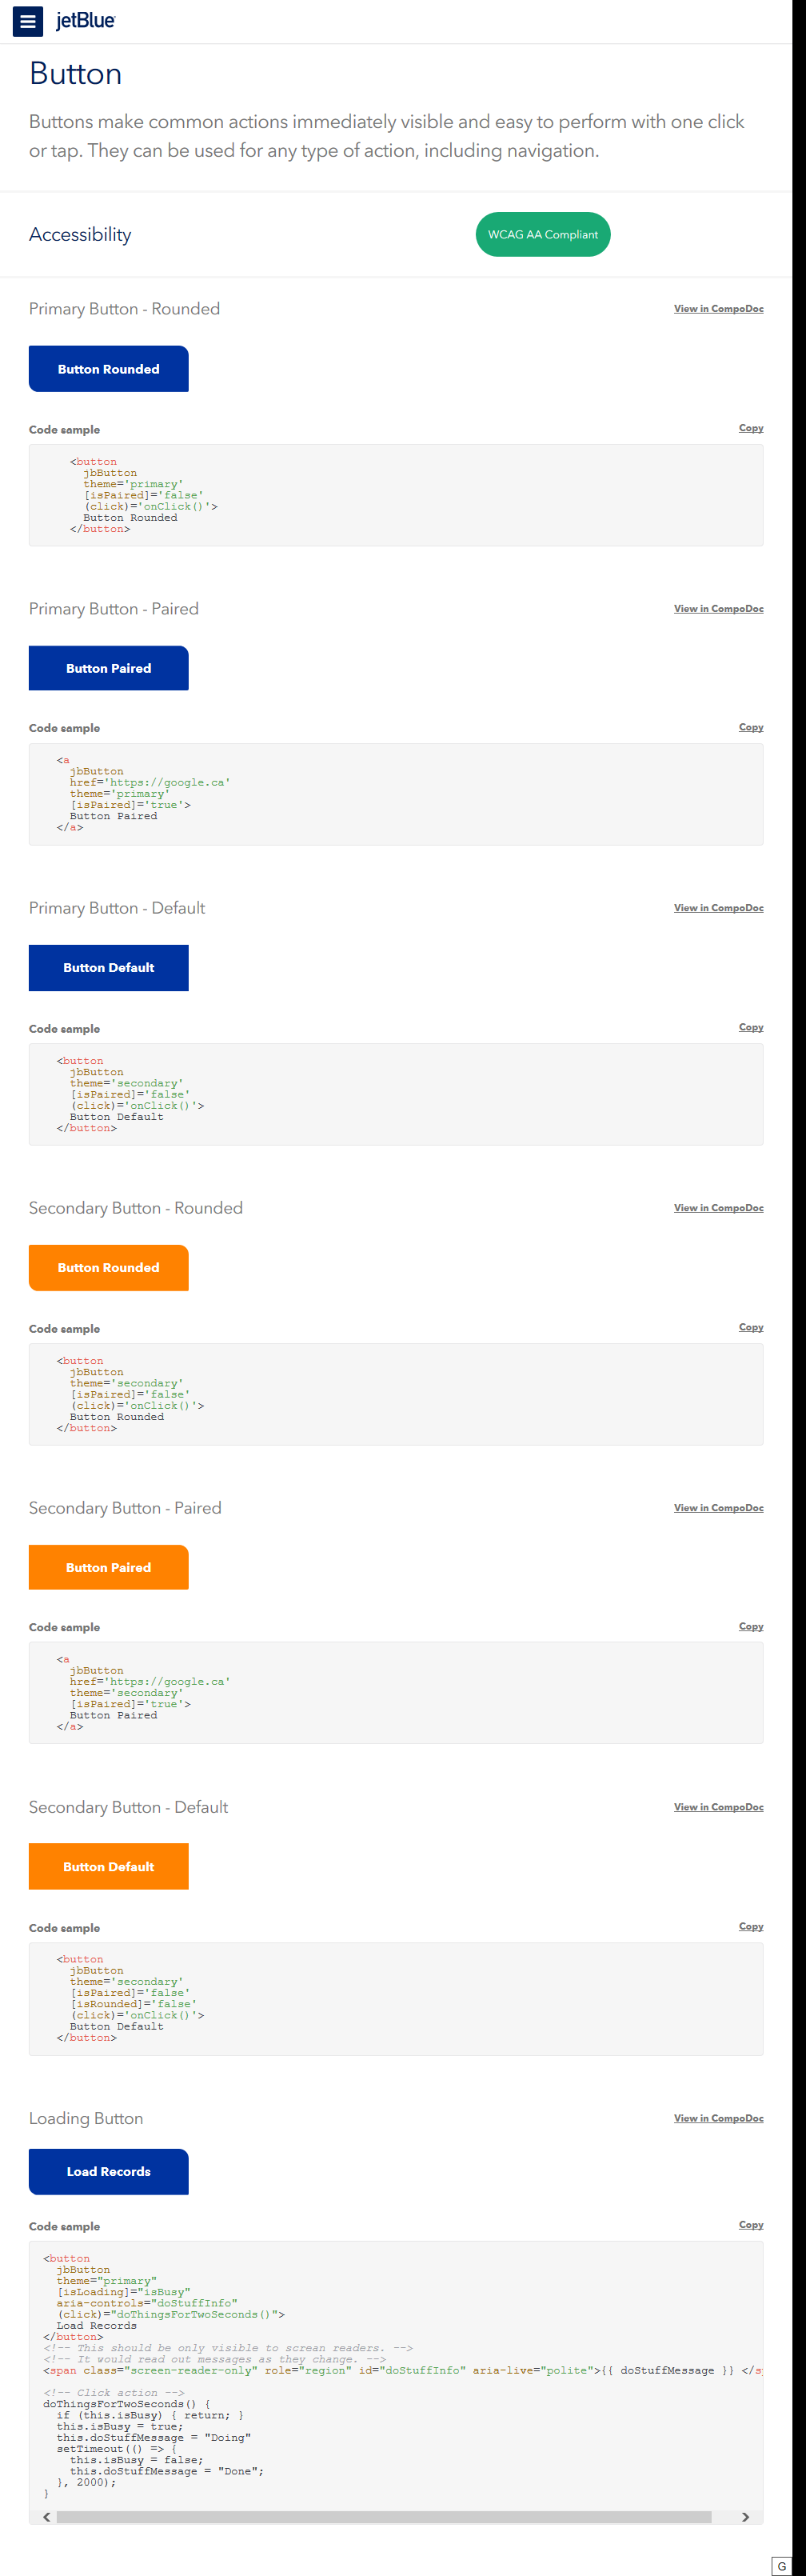 jetBlue
Button
Buttons make common actions immediately visible and easy to perform with one click
or tap. They can be used for any type of action, including navigation.
Accessibility
WCAG AA Compliant
Primary Button - Rounded
View in CompoDoc
Button Rounded
Code sample
Copy
<button
jbButton
theme='primary'
[isPaired]='false'
(click)='onClick()'>
Button Rounded
</button>
Primary Button - Paired
View in CompoDoc
Button Paired
Code sample
Copy
<a
jbButton
href='https://google.ca'
theme='primary'
[isPaired]='true'>
Button Paired
</a>
Primary Button - Default
View in CompoDoc
Button Default
Code sample
Copy
<button
jbButton
theme='secondary'
[isPaired]='false'
(click)='onClick()'>
Button Default
</button>
Secondary Button - Rounded
View in CompoDoc
Button Rounded
Code sample
Copy
<button
jbButton
theme='secondary'
[isPaired]='false'
(click)='onClick()'>
Button Rounded
</button>
Secondary Button - Paired
View in CompoDoc
Button Paired
Code sample
Copy
<a
jbButton
href='https://google.ca'
theme='secondary'
[isPaired]='true'>
Button Paired
</a>
Secondary Button - Default
View in CompoDoc
Button Default
Code sample
Copy
<button
jbButton
theme='secondary'
[isPaired]='false'
[isRounded]='false'
(click)='onClick()'>
Button Default
</button>
Loading Button
View in CompoDoc
Load Records
Code sample
Copy
<button
jbButton
theme="primary"
[isLoading]="isBusy"
aria-controls="doStuffInfo"
(click)="doThingsForTwoSeconds()">
Load Records
</button>
<!-- This should be only visible to screan readers. -->
<!-- It would read out messages as they change. -->
<span class="screen-reader-only" role="region" id="doStuffInfo" aria-live="polite">{{ doStuffMessage }} </s
<!-- Click action -->
doThingsForTwoSeconds() {
if (this.isBusy) { return; }
this.isBusy = true;
this.doStuffMessage = "Doing"
setTimeout(() => {
this.isBusy = false;
this.doStuffMessage = "Done";
}, 2000);
}
G